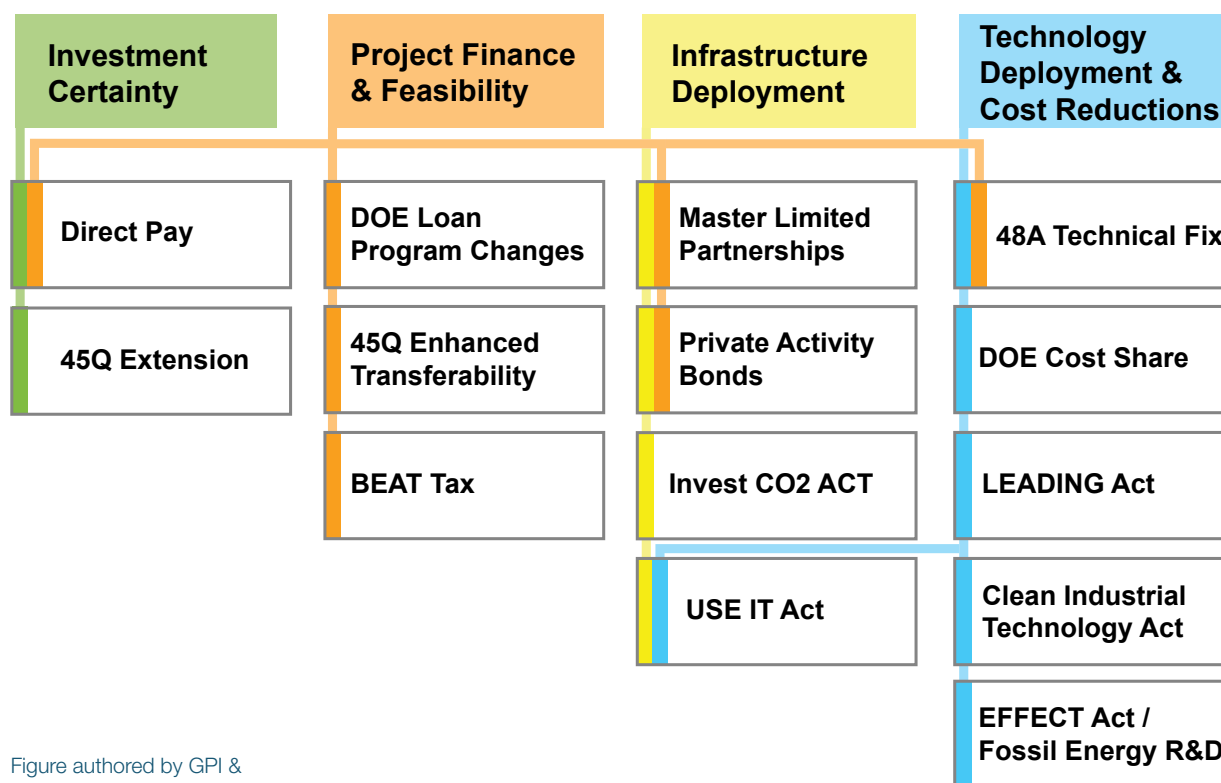 Investment
Certainty
Project Finance
& Feasibility
Infrastructure
Deployment
Technology
Deployment &
Cost Reductions
Direct Pay
45Q Extension
DOE Loan
Program Changes
45Q Enhanced
Transferability
BEAT Tax
Master Limited
Partnerships
Private Activity
Bonds
Invest CO2 ACT
USE IT Act
48A Technical Fix
DOE Cost Share
LEADING Act
Clean Industrial
Technology Act
EFFECT Act /
Fossil Energy R&D
Figure authored by GPI &